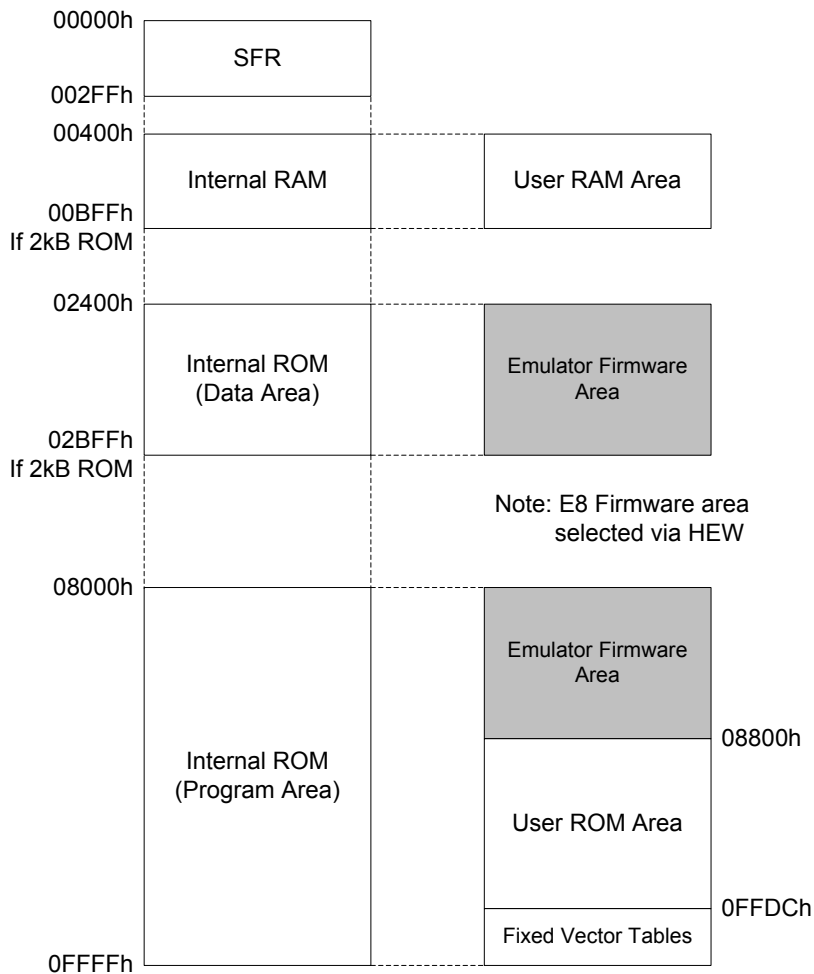 00000h
SFR
002FFh
00400h
Internal RAM
User RAM Area
00BFFh
If 2kB ROM
02400h
Internal ROM
(Data Area)
Emulator Firmware
Area
02BFFh
If 2kB ROM
Note: E8 Firmware area
selected via HEW
08000h
Emulator Firmware
Area
08800h
Internal ROM
(Program Area)
User ROM Area
0FFDCh
Fixed Vector Tables
0FFFFh